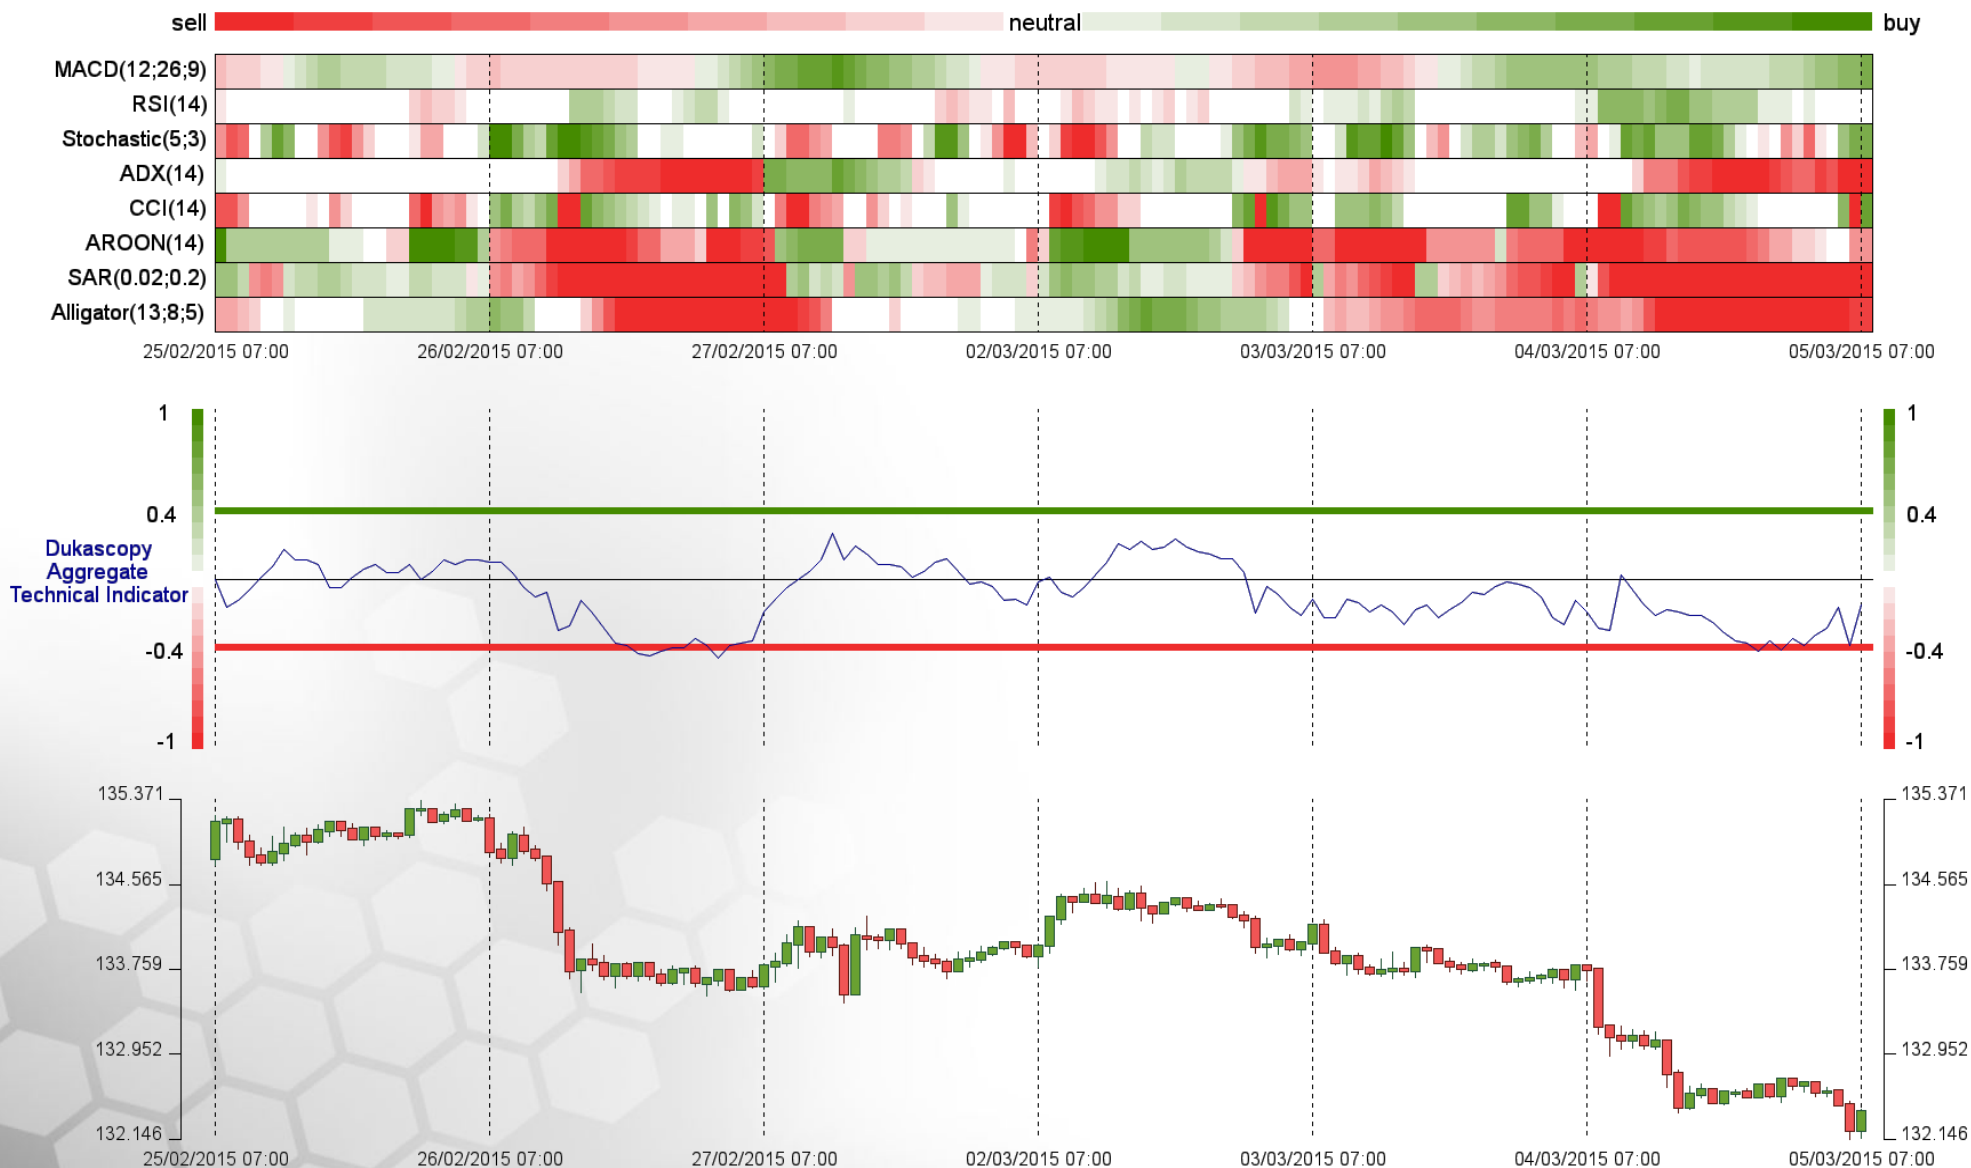 sell neutral buy
MACD(12;26;9)
RSI(14)
Stochastic(5;3)
ADX(14)
CCI(14)
AROON(14)
SAR(0.02;0.2)
Alligator(13;8;5)
25/02/2015 07:00 26/02/2015 07:00 27/02/2015 07:00 02/03/2015 07:00 03/03/2015 07:00 04/03/2015 07:00 05/03/2015 07:00
1 1
0.4 0.4
Dukascopy
Aggregate
Technical Indicator
-0.4 -0.4
-1 -1
135.371 135.371
134.565 134.565
133.759 133.759
132.952 132.952
132.146 132.146
25/02/2015 07:00 26/02/2015 07:00 27/02/2015 07:00 02/03/2015 07:00 03/03/2015 07:00 04/03/2015 07:00 05/03/2015 07:00